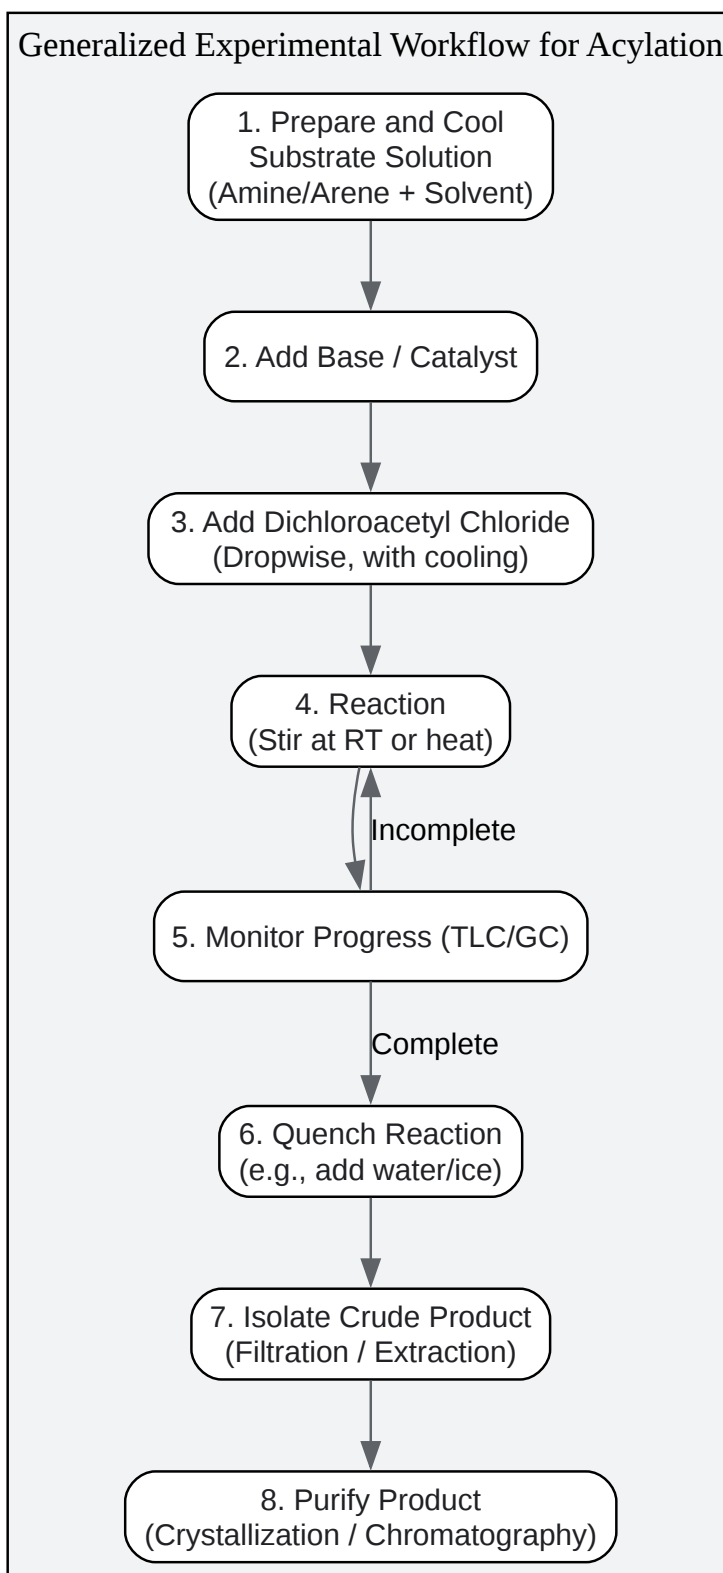 Generalized Experimental Workflow for Acylation
1. Prepare and Cool
Substrate Solution
(Amine/Arene + Solvent)
2. Add Base / Catalyst
3. Add Dichloroacetyl Chloride
(Dropwise, with cooling)
4. Reaction
(Stir at RT or heat)
Incomplete
5. Monitor Progress (TLC/GC)
Complete
6. Quench Reaction
(e.g., add water/ice)
7. Isolate Crude Product
(Filtration / Extraction)
8. Purify Product
(Crystallization / Chromatography)